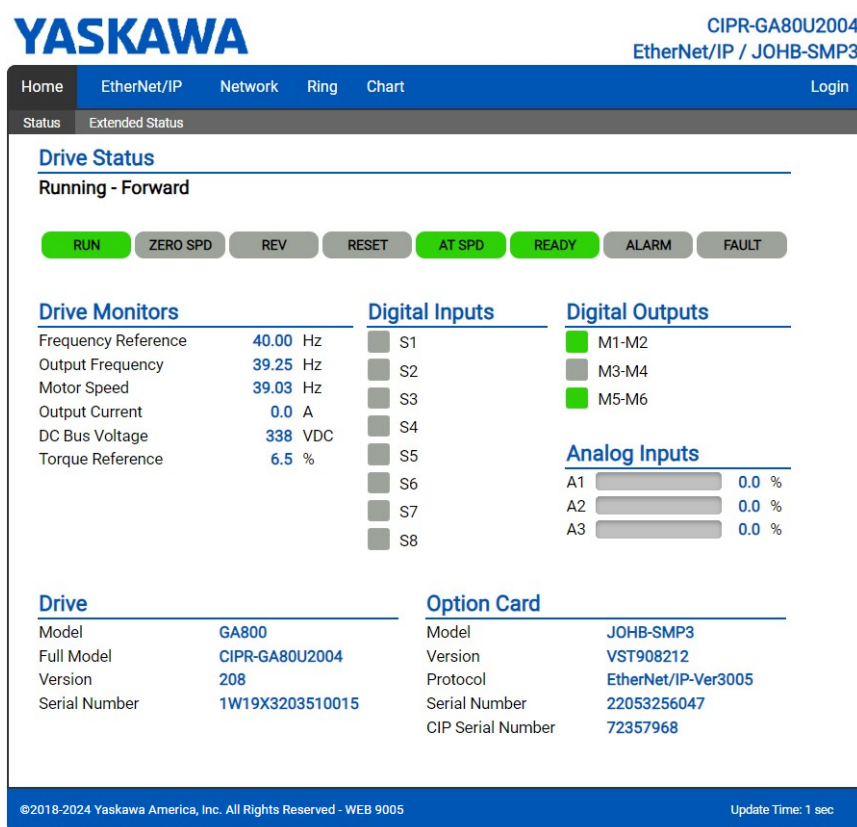 YASKAWA
CIPR-GA80U2004
EtherNet/IP / JOHB-SMP3
Home EtherNet/IP Network Ring Chart Login
Status Extended Status
Drive Status
Running - Forward
RUN ZERO SPD REV RESET AT SPD READY ALARM FAULT
Drive Monitors
Frequency Reference 40.00 Hz
Output Frequency 39.25 Hz
Motor Speed 39.03 Hz
Output Current 0.0 A
DC Bus Voltage 338 VDC
Torque Reference 6.5 %
Digital Inputs
S1
S2
S3
S4
S5
S6
S7
S8
Digital Outputs
M1-M2
M3-M4
M5-M6
Analog Inputs
A1 0.0 %
A2 0.0 %
A3 0.0 %
Drive
Model GA800
Full Model CIPR-GA80U2004
Version 208
Serial Number 1W19X3203510015
Option Card
Model JOHB-SMP3
Version VST908212
Protocol EtherNet/IP-Ver3005
Serial Number 22053256047
CIP Serial Number 72357968
©2018-2024 Yaskawa America, Inc. All Rights Reserved - WEB 9005 Update Time: 1 sec